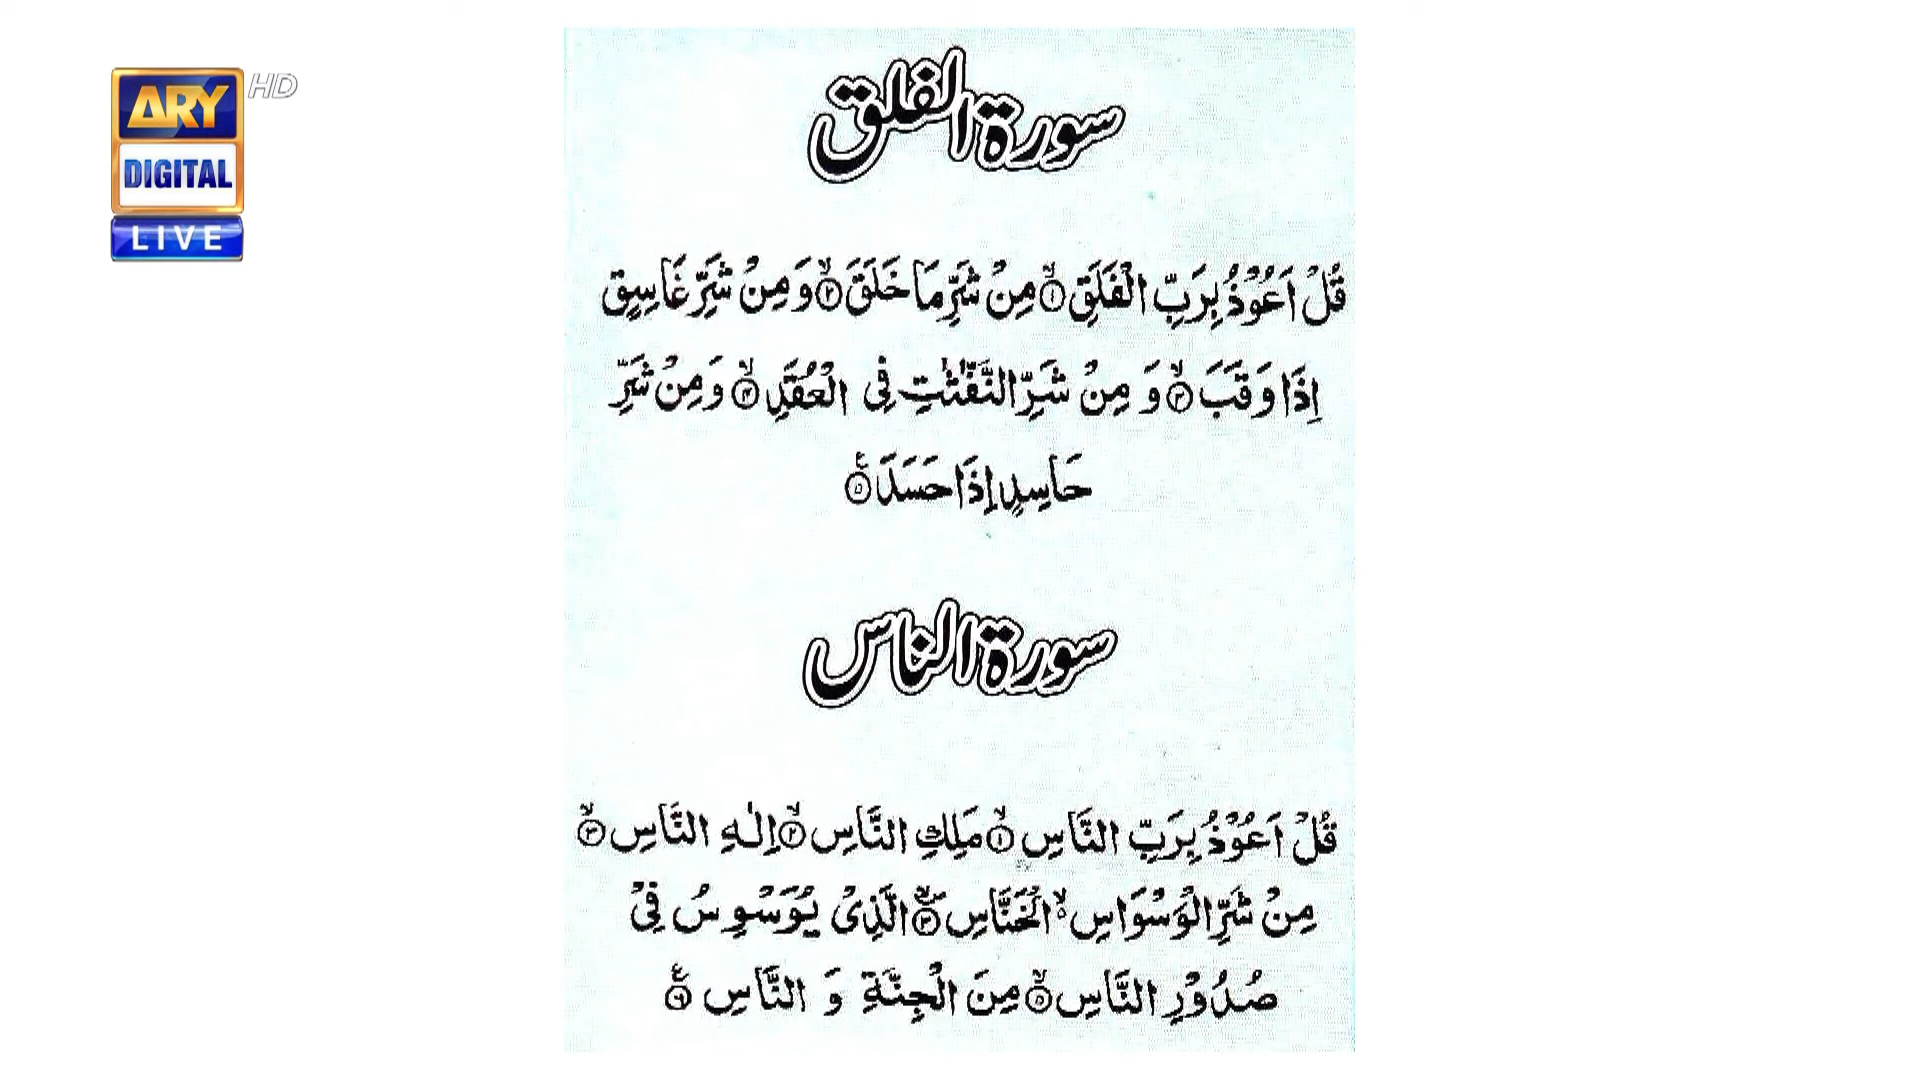 ARY
HD
DIGITAL
LIVE
سورة الفلق
قُلْ اَعُوْذُ بِرَبِّ الْفَلَقِ ۙ‏﴿۱﴾ مِنْ شَرِّ مَا خَلَقَ ۙ‏﴿۲﴾ وَ مِنْ شَرِّ غَاسِقٍ
اِذَا وَقَبَ ۙ‏﴿۳﴾ وَ مِنْ شَرِّ النَّفّٰثٰتِ فِی الْعُقَدِ ۙ‏﴿۴﴾ وَ مِنْ شَرِّ
حَاسِدٍ اِذَا حَسَدَ ﴿۵﴾
سورة الناس
قُلْ اَعُوْذُ بِرَبِّ النَّاسِ ۙ‏﴿۱﴾ مَلِكِ النَّاسِ ۙ‏﴿۲﴾ اِلٰهِ النَّاسِ ۙ‏﴿۳﴾
مِنْ شَرِّ الْوَسْوَاسِ ۙ الْخَنَّاسِ ﴿۴﴾ الَّذِیْ یُوَسْوِسُ فِیْ
صُدُوْرِ النَّاسِ ۙ‏﴿۵﴾ مِنَ الْجِنَّةِ وَ النَّاسِ ﴿۶﴾